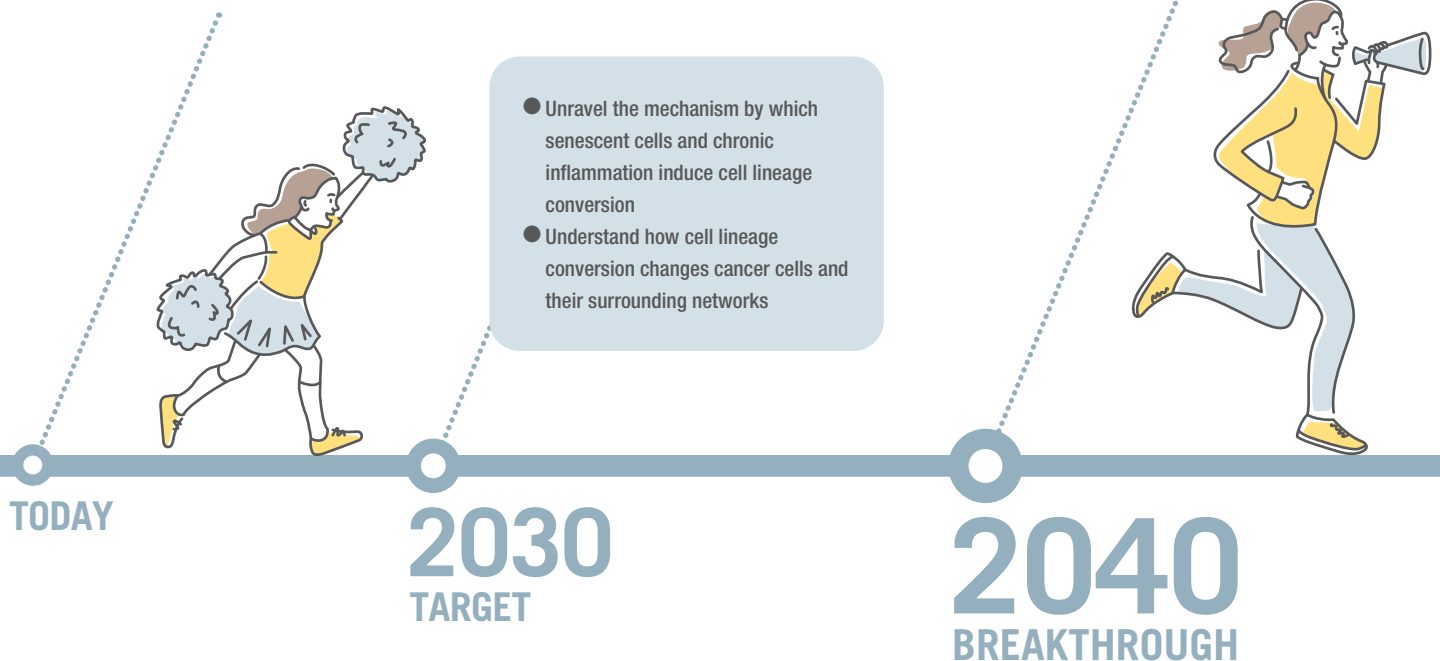 ● Unravel the mechanism by which
senescent cells and chronic
inflammation induce cell lineage
conversion
● Understand how cell lineage
conversion changes cancer cells and
their surrounding networks
TODAY
2030
TARGET
2040
BREAKTHROUGH